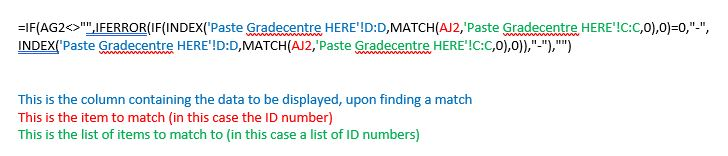 =IF(AG2<>"",IFERROR(IF(INDEX('Paste Gradecentre HERE'!D:D,MATCH(AJ2,'Paste Gradecentre HERE'!C:C,0),0)=0,"-",
INDEX('Paste Gradecentre HERE'!D:D,MATCH(AJ2,'Paste Gradecentre HERE'!C:C,0),0)),"-"),"")
This is the column containing the data to be displayed, upon finding a match
This is the item to match (in this case the ID number)
This is the list of items to match to (in this case a list of ID numbers)